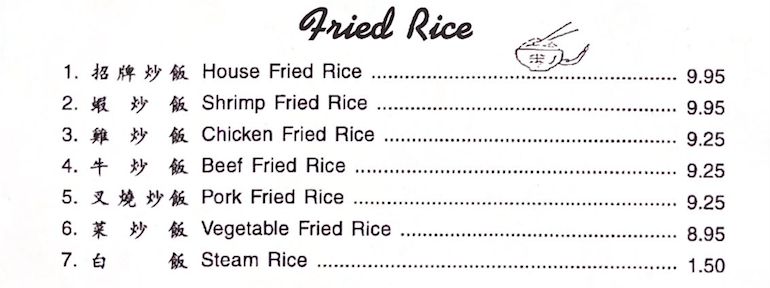 Fried Rice
1. 招牌炒飯 House Fried Rice 9.95
2. 蝦炒飯 Shrimp Fried Rice 9.95
3. 雞炒飯 Chicken Fried Rice 9.25
4. 牛炒飯 Beef Fried Rice 9.25
5. 叉燒炒飯 Pork Fried Rice 9.25
6. 菜炒飯 Vegetable Fried Rice 8.95
7. 白飯 Steam Rice 1.50